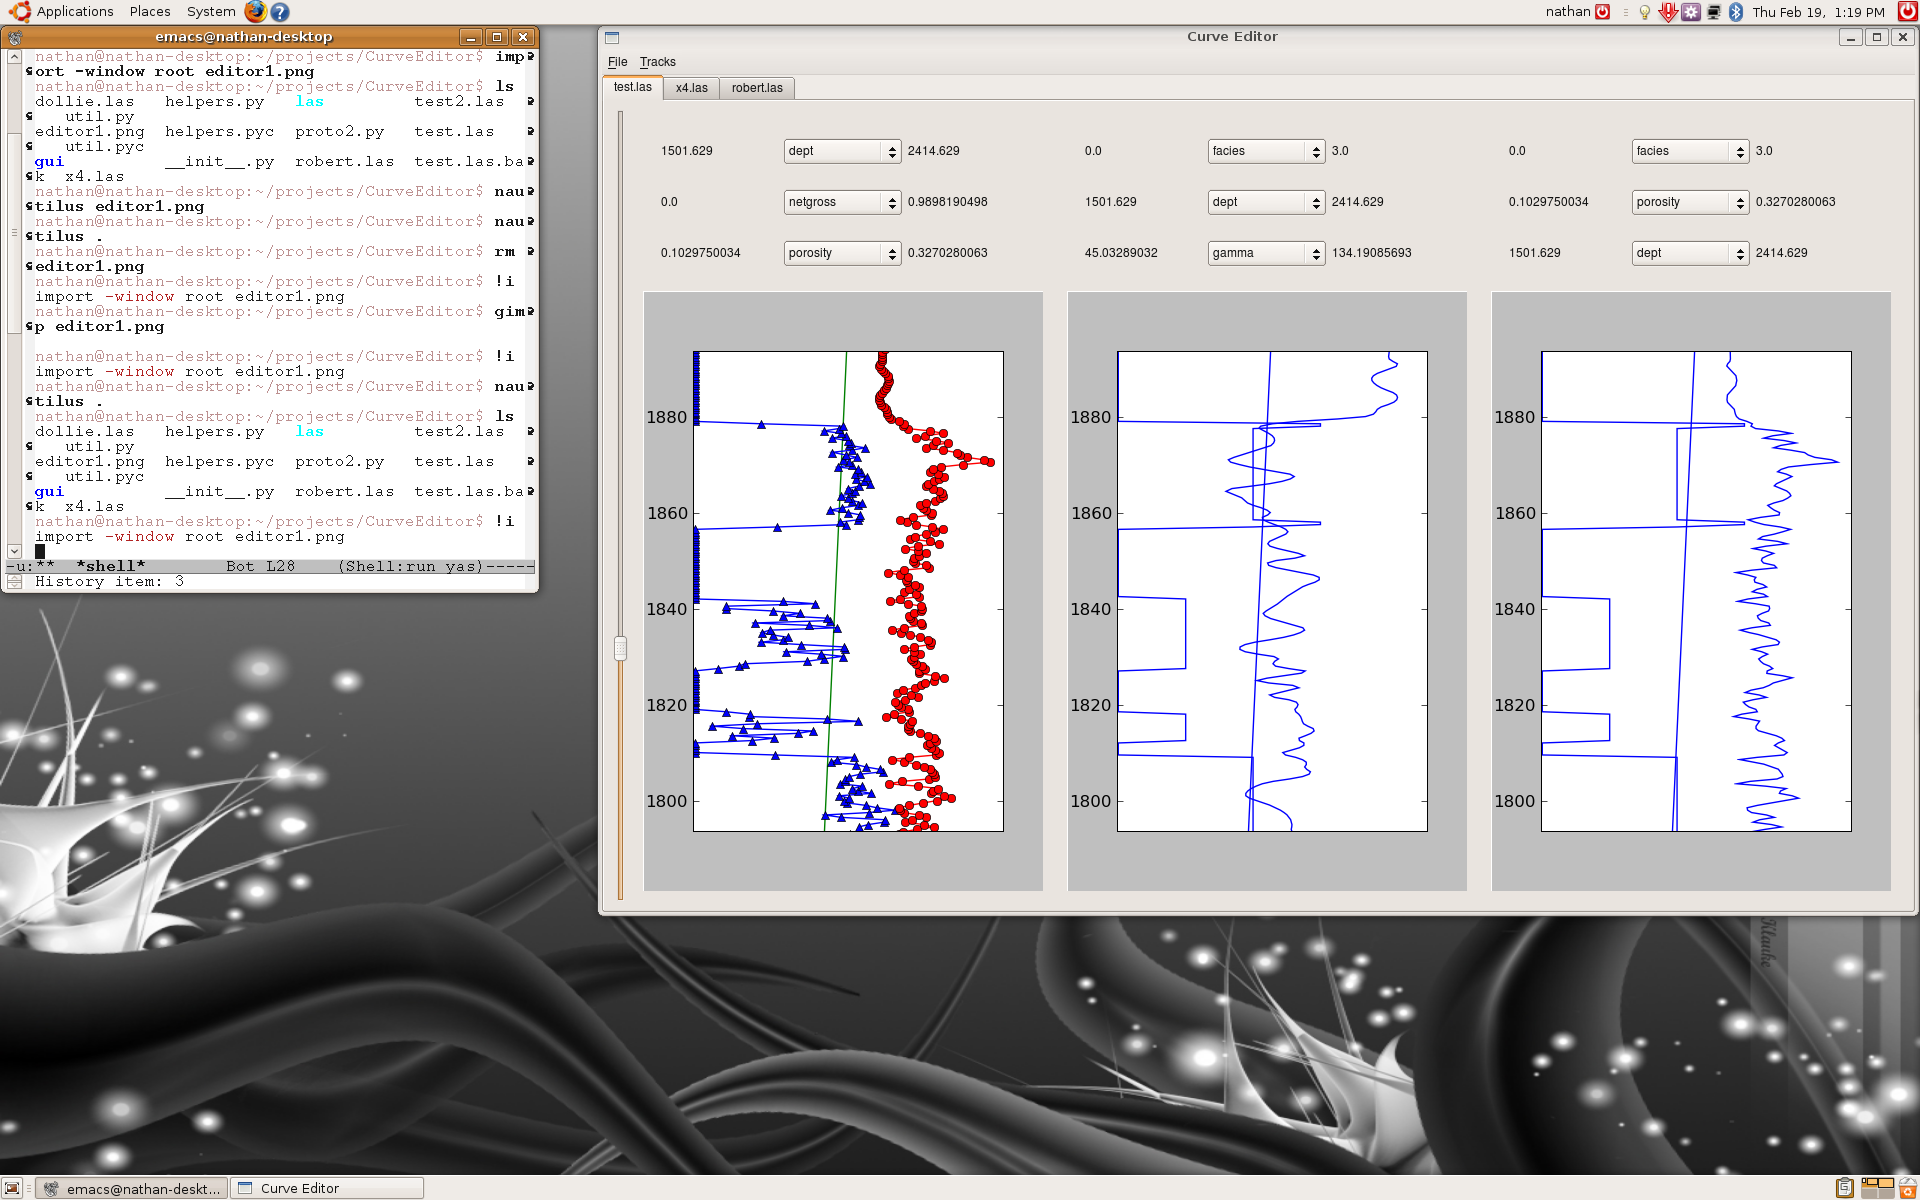 Applications Places System
nathan
Thu Feb 19, 1:19 PM
emacs@nathan-desktop
nathan@nathan-desktop:~/projects/CurveEditor$ imp
ort -window root editor1.png
nathan@nathan-desktop:~/projects/CurveEditor$ ls
dollie.las helpers.py las test2.las
util.py
editor1.png helpers.pyc proto2.py test.las
util.pyc
gui __init__.py robert.las test.las.ba
k x4.las
nathan@nathan-desktop:~/projects/CurveEditor$ nau
tilus editor1.png
nathan@nathan-desktop:~/projects/CurveEditor$ nau
tilus .
nathan@nathan-desktop:~/projects/CurveEditor$ rm
editor1.png
nathan@nathan-desktop:~/projects/CurveEditor$ !i
import -window root editor1.png
nathan@nathan-desktop:~/projects/CurveEditor$ gim
p editor1.png
nathan@nathan-desktop:~/projects/CurveEditor$ !i
import -window root editor1.png
nathan@nathan-desktop:~/projects/CurveEditor$ nau
tilus .
nathan@nathan-desktop:~/projects/CurveEditor$ ls
dollie.las helpers.py las test2.las
util.py
editor1.png helpers.pyc proto2.py test.las
util.pyc
gui __init__.py robert.las test.las.ba
k x4.las
nathan@nathan-desktop:~/projects/CurveEditor$ !i
import -window root editor1.png
-u:** *shell* Bot L28 (Shell:run yas)-----
History item: 3
Curve Editor
File Tracks
test.las x4.las robert.las
1501.629 dept 2414.629 0.0 facies 3.0 0.0 facies 3.0
0.0 netgross 0.9898190498 1501.629 dept 2414.629 0.1029750034 porosity 0.3270280063
0.1029750034 porosity 0.3270280063 45.03289032 gamma 134.19085693 1501.629 dept 2414.629
1880 1880 1880
1860 1860 1860
1840 1840 1840
1820 1820 1820
1800 1800 1800
Klauke
emacs@nathan-deskt...
Curve Editor